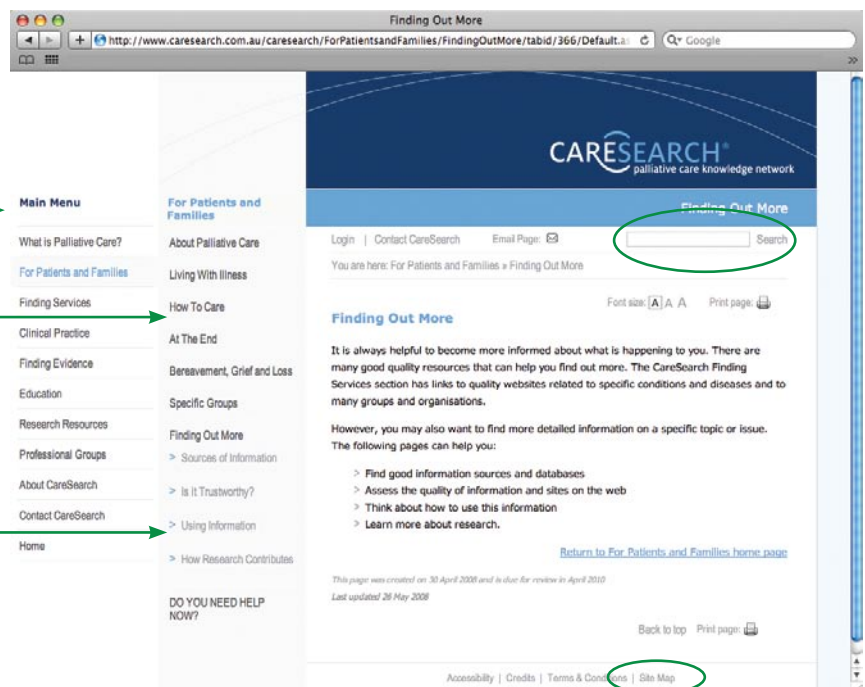 Finding Out More
http://www.caresearch.com.au/caresearch/ForPatientsandFamilies/FindingOutMore/tabid/366/Default.as
Google
CARESEARCH
palliative care knowledge network
Main Menu
What is Palliative Care?
For Patients and Families
Finding Services
Clinical Practice
Finding Evidence
Education
Research Resources
Professional Groups
About CareSearch
Contact CareSearch
Home
For Patients and
Families
About Palliative Care
Living With Illness
How To Care
At The End
Bereavement, Grief and Loss
Specific Groups
Finding Out More
> Sources of Information
> Is it Trustworthy?
> Using Information
> How Research Contributes
DO YOU NEED HELP
NOW?
Finding Out More
Login | Contact CareSearch Email Page: Search
You are here: For Patients and Families » Finding Out More
Font size: A A A Print page:
Finding Out More
It is always helpful to become more informed about what is happening to you. There are
many good quality resources that can help you find out more. The CareSearch Finding
Services section has links to quality websites related to specific conditions and diseases and to
many groups and organisations.
However, you may also want to find more detailed information on a specific topic or issue.
The following pages can help you:
> Find good information sources and databases
> Assess the quality of information and sites on the web
> Think about how to use this information
> Learn more about research.
Return to For Patients and Families home page
This page was created on 30 April 2008 and is due for review in April 2010
Last updated 26 May 2008
Back to top Print page:
Accessibility | Credits | Terms & Conditions | Site Map